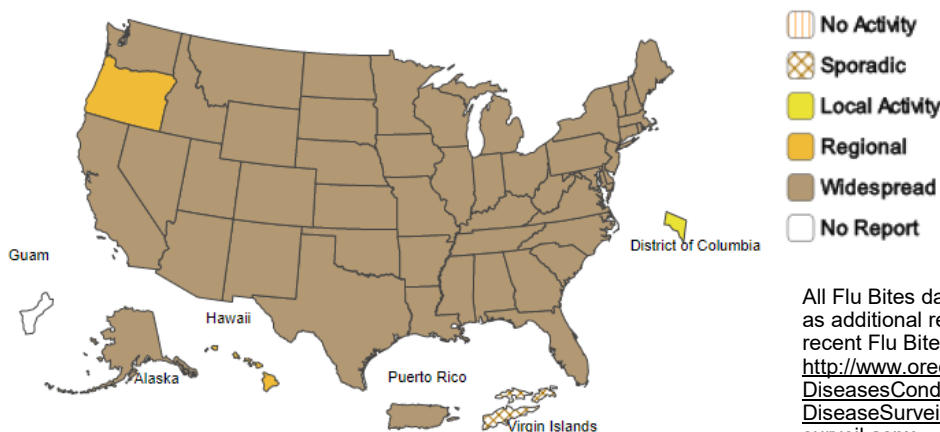 No Activity
Sporadic
Local Activity
Regional
Widespread
No Report
District of Columbia
Guam
Hawaii
Alaska
Puerto Rico
Virgin Islands
All Flu Bites da
as additional re
recent Flu Bite
http://www.ore
DiseasesCond
DiseaseSurvei